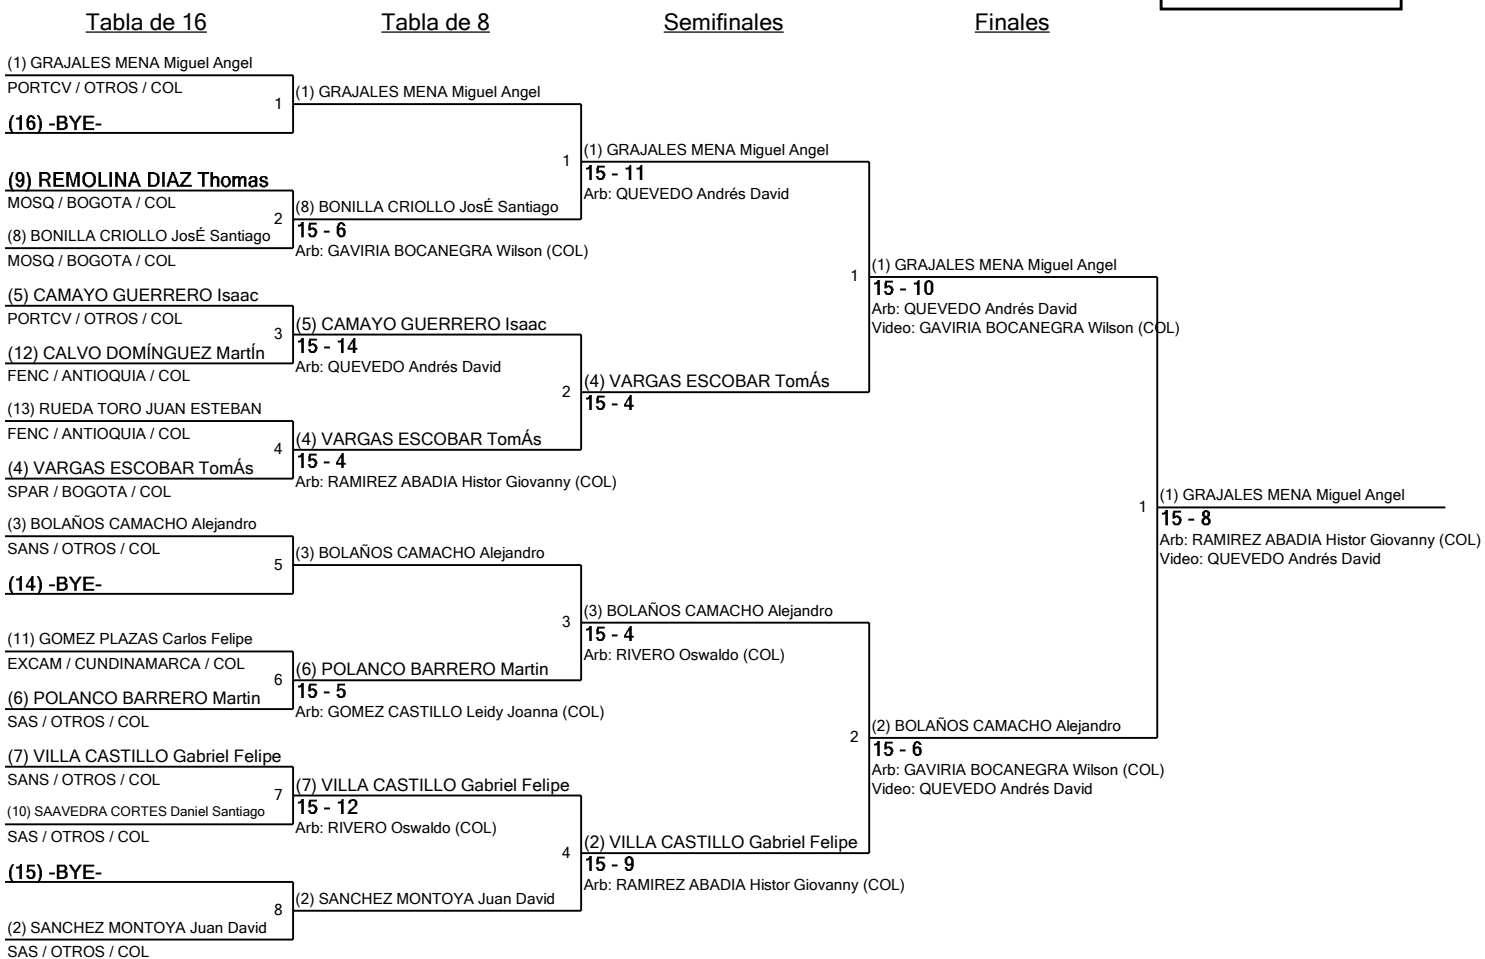 Tabla de 16
Tabla de 8
Semifinales
Finales
(1) GRAJALES MENA Miguel Angel
PORTCV / OTROS / COL
1
(16) -BYE-
(9) REMOLINA DIAZ Thomas
MOSQ / BOGOTA / COL
2
(8) BONILLA CRIOLLO JosÉ Santiago
MOSQ / BOGOTA / COL
(5) CAMAYO GUERRERO Isaac
PORTCV / OTROS / COL
3
(12) CALVO DOMÍNGUEZ MartÍn
FENC / ANTIOQUIA / COL
(13) RUEDA TORO JUAN ESTEBAN
FENC / ANTIOQUIA / COL
4
(4) VARGAS ESCOBAR TomÁs
SPAR / BOGOTA / COL
(3) BOLAÑOS CAMACHO Alejandro
SANS / OTROS / COL
5
(14) -BYE-
(11) GOMEZ PLAZAS Carlos Felipe
EXCAM / CUNDINAMARCA / COL
6
(6) POLANCO BARRERO Martin
SAS / OTROS / COL
(7) VILLA CASTILLO Gabriel Felipe
SANS / OTROS / COL
7
(10) SAAVEDRA CORTES Daniel Santiago
SAS / OTROS / COL
(15) -BYE-
8
(2) SANCHEZ MONTOYA Juan David
SAS / OTROS / COL
(1) GRAJALES MENA Miguel Angel
1
(8) BONILLA CRIOLLO JosÉ Santiago
15 - 6
Arb: GAVIRIA BOCANEGRA Wilson (COL)
(5) CAMAYO GUERRERO Isaac
15 - 14
Arb: QUEVEDO Andrés David
2
(4) VARGAS ESCOBAR TomÁs
15 - 4
Arb: RAMIREZ ABADIA Histor Giovanny (COL)
(3) BOLAÑOS CAMACHO Alejandro
3
(6) POLANCO BARRERO Martin
15 - 5
Arb: GOMEZ CASTILLO Leidy Joanna (COL)
(7) VILLA CASTILLO Gabriel Felipe
15 - 12
Arb: RIVERO Oswaldo (COL)
4
(2) SANCHEZ MONTOYA Juan David
(1) GRAJALES MENA Miguel Angel
15 - 11
Arb: QUEVEDO Andrés David
1
(4) VARGAS ESCOBAR TomÁs
15 - 4
(3) BOLAÑOS CAMACHO Alejandro
15 - 4
Arb: RIVERO Oswaldo (COL)
2
(2) VILLA CASTILLO Gabriel Felipe
15 - 9
Arb: RAMIREZ ABADIA Histor Giovanny (COL)
(1) GRAJALES MENA Miguel Angel
15 - 10
Arb: QUEVEDO Andrés David
Video: GAVIRIA BOCANEGRA Wilson (COL)
1
(2) BOLAÑOS CAMACHO Alejandro
15 - 6
Arb: GAVIRIA BOCANEGRA Wilson (COL)
Video: QUEVEDO Andrés David
(1) GRAJALES MENA Miguel Angel
15 - 8
Arb: RAMIREZ ABADIA Histor Giovanny (COL)
Video: QUEVEDO Andrés David